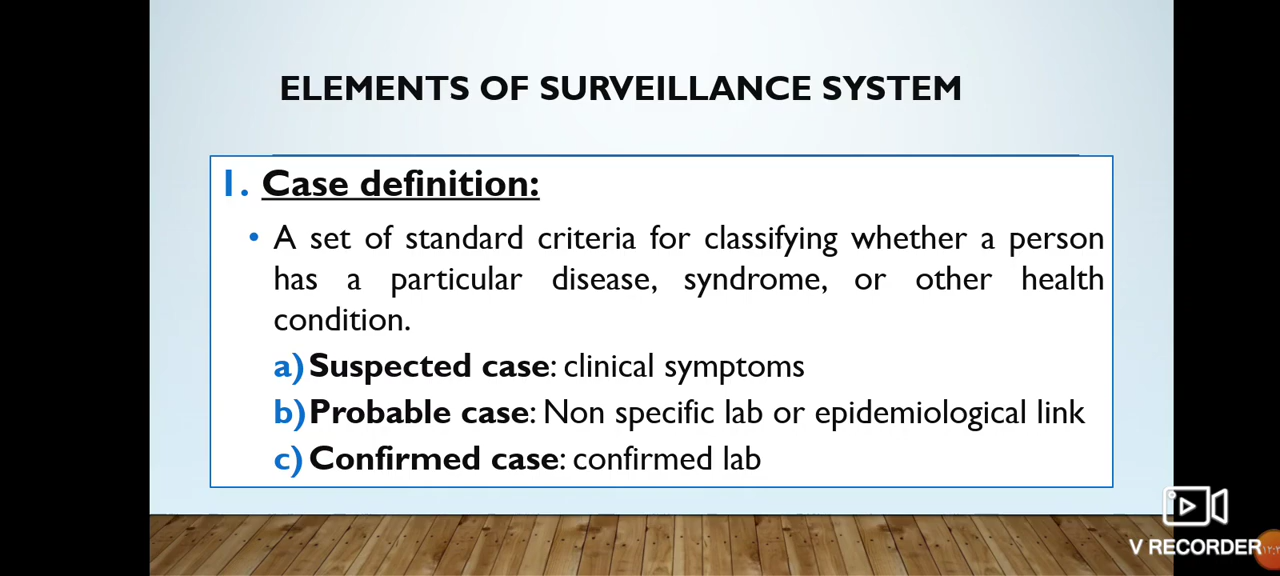 ELEMENTS OF SURVEILLANCE SYSTEM
1. Case definition:
• A set of standard criteria for classifying whether a person
has a particular disease, syndrome, or other health
condition.
a) Suspected case: clinical symptoms
b) Probable case: Non specific lab or epidemiological link
c) Confirmed case: confirmed lab
V RECORDER